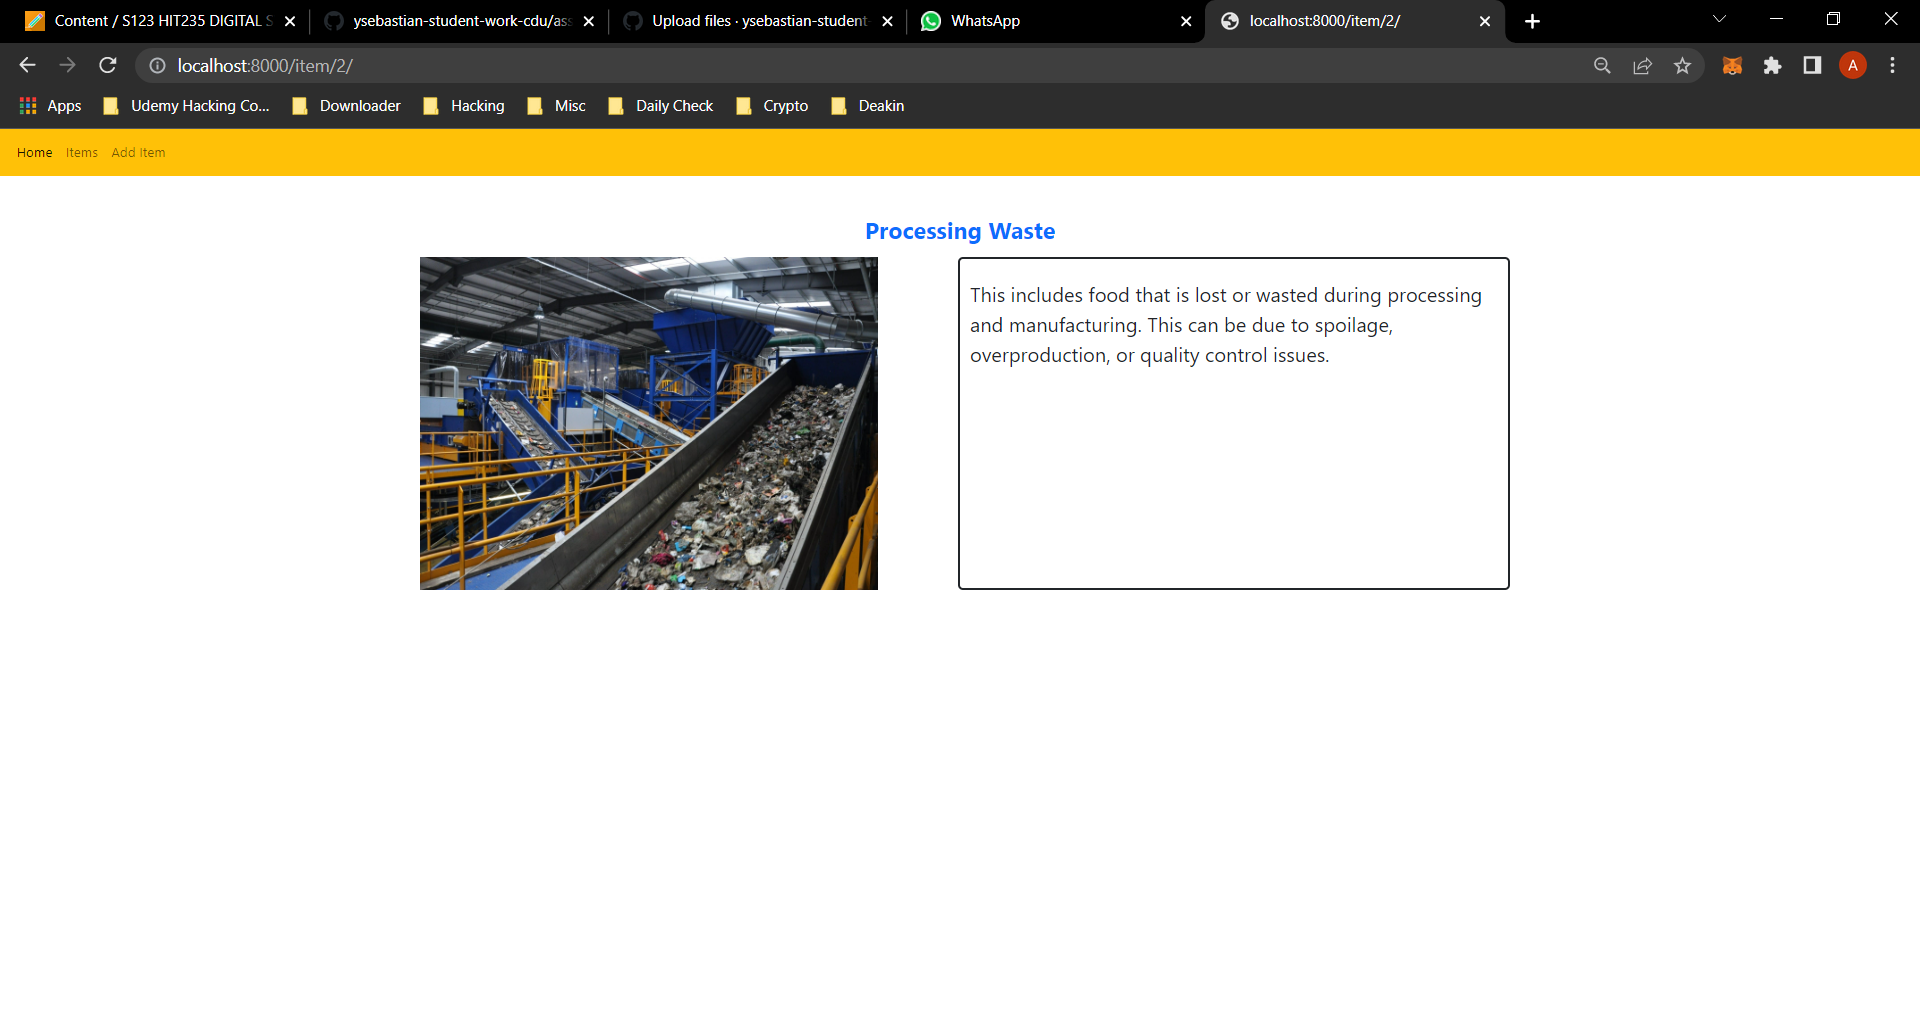 Content / S123 HIT235 DIGITAL S
ysebastian-student-work-cdu/ass
Upload files · ysebastian-student-
WhatsApp
localhost:8000/item/2/
localhost:8000/item/2/
A
Apps
Udemy Hacking Co...
Downloader
Hacking
Misc
Daily Check
Crypto
Deakin
Home
Items
Add Item
Processing Waste
This includes food that is lost or wasted during processing
and manufacturing. This can be due to spoilage,
overproduction, or quality control issues.